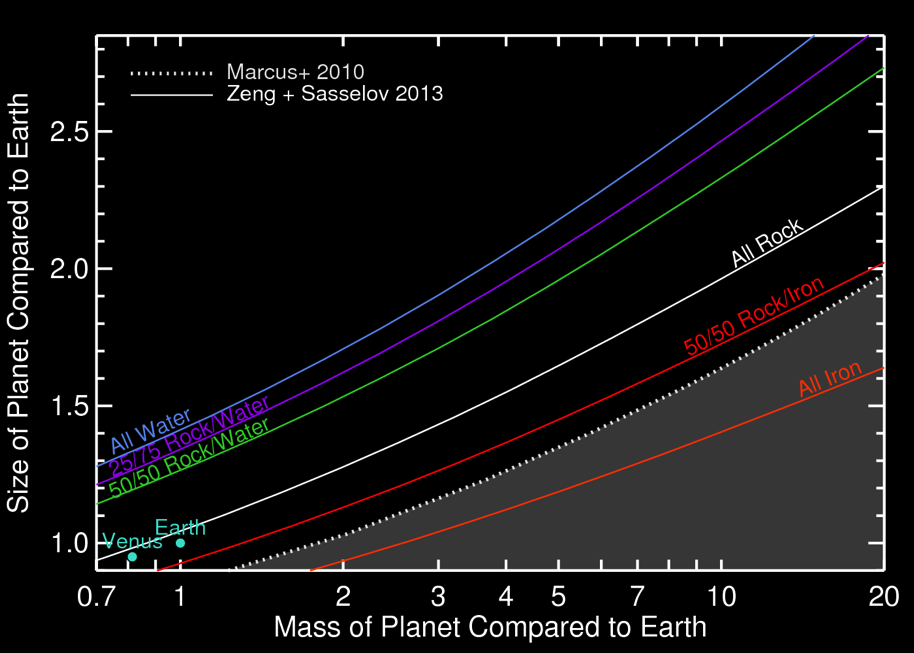 Marcus+ 2010
Zeng + Sasselov 2013
Size of Planet Compared to Earth
2.5
2.0
1.5
1.0
All Rock
50/50 Rock/Iron
All Iron
All Water
25/75 Rock/Water
50/50 Rock/Water
Earth
Venus
0.7 1 2 3 4 5 7 10 20
Mass of Planet Compared to Earth